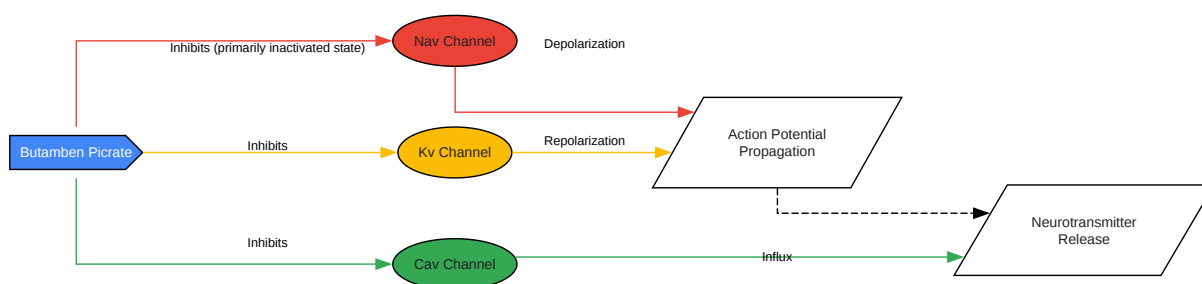 Nav Channel
Depolarization
Inhibits (primarily inactivated state)
Action Potential
Propagation
Butamben Picrate
Inhibits
Kv Channel
Repolarization
Neurotransmitter
Release
Inhibits
Cav Channel
Influx